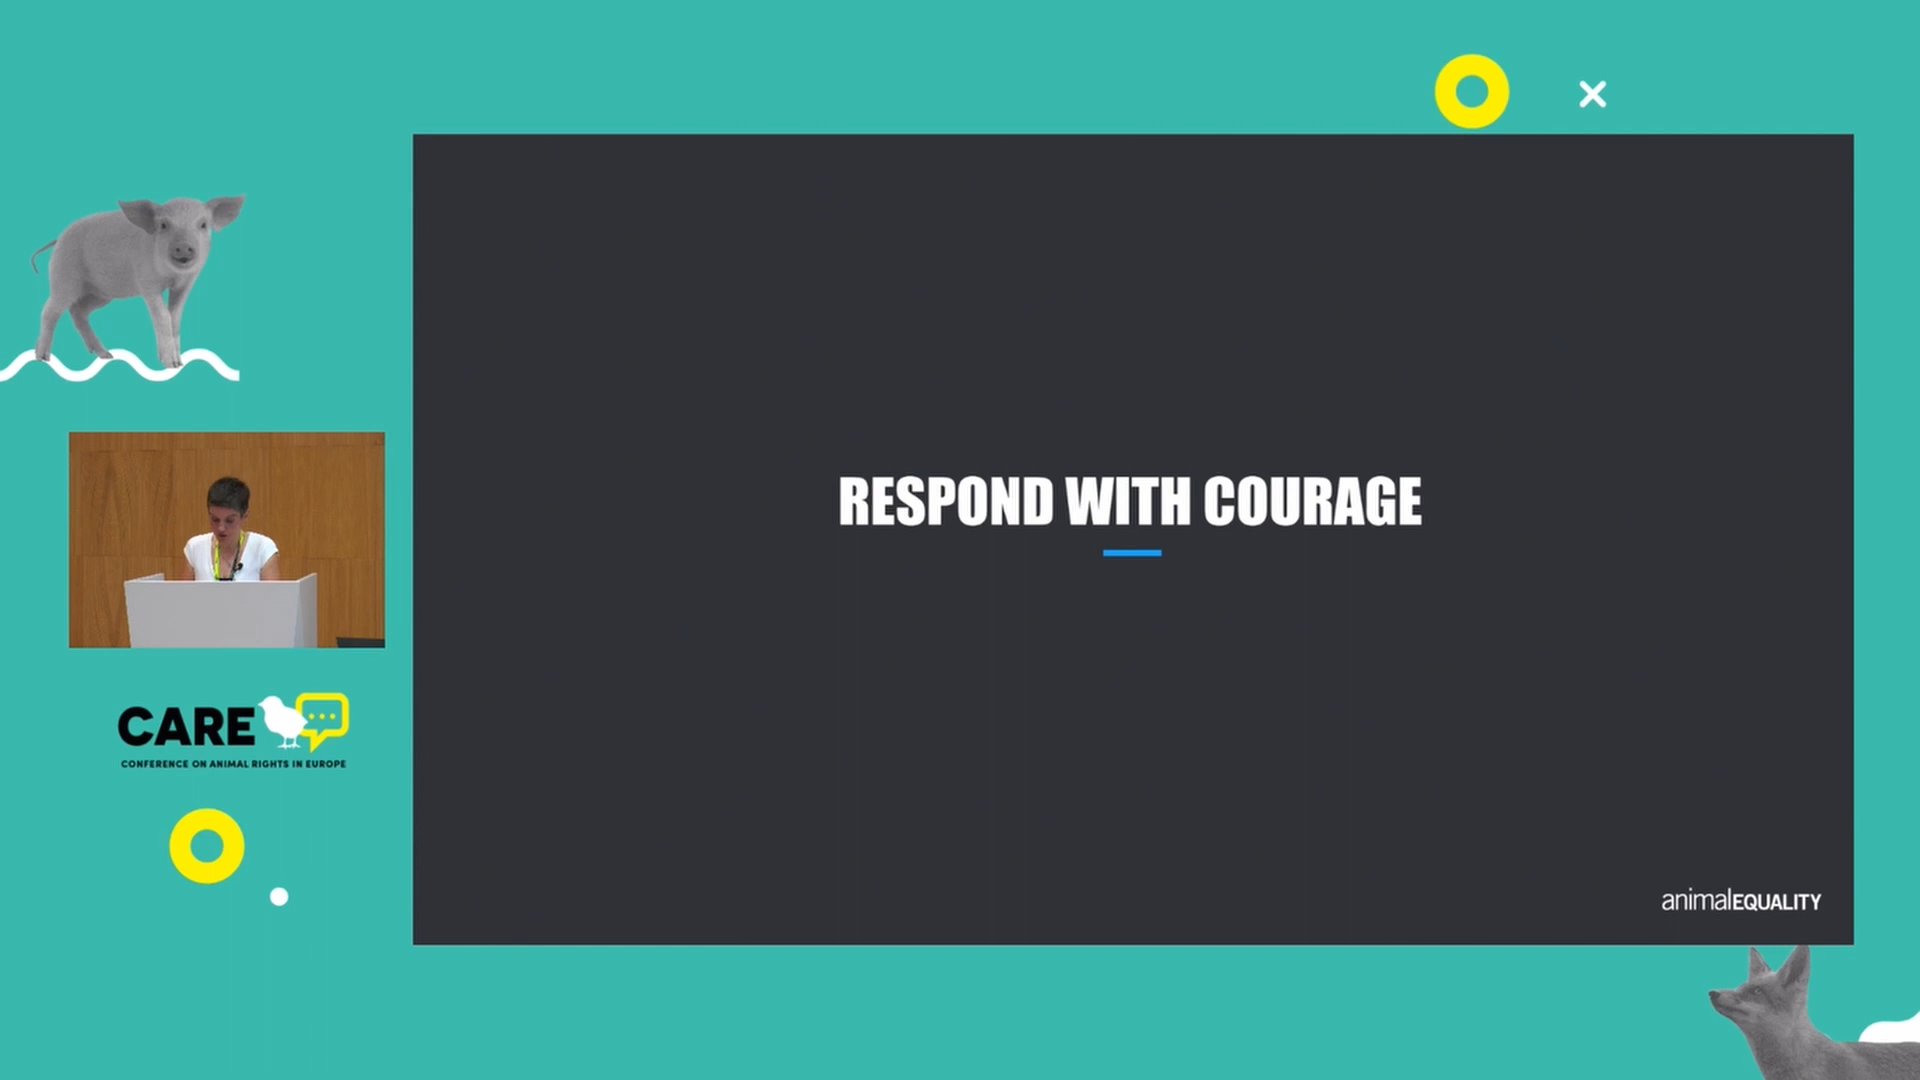 RESPOND WITH COURAGE
CARE
CONFERENCE ON ANIMAL RIGHTS IN EUROPE
animalEQUALITY